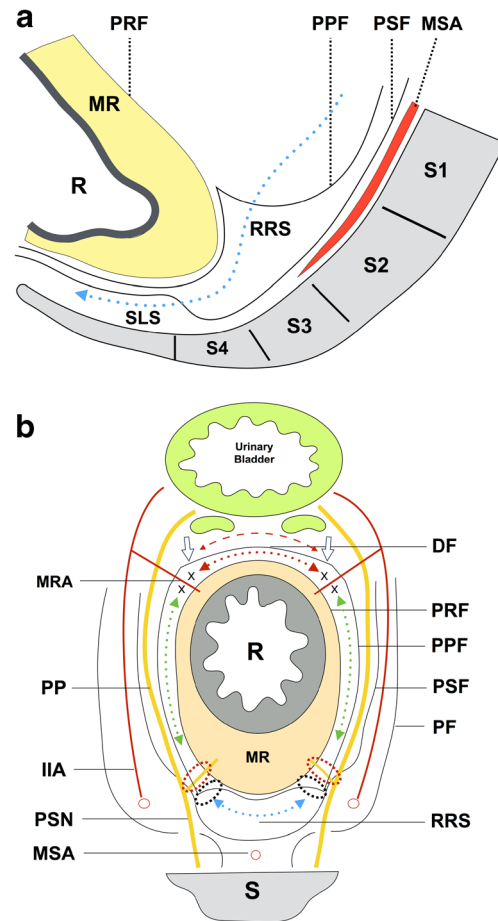 a
PRF PPF PSF MSA
MR
R
S1
RRS
S2
SLS
S3
S4
b
Urinary
Bladder
DF
x x
x x
MRA
PRF
R
PPF
PP
PSF
PF
MR
IIA
PSN
RRS
MSA
S